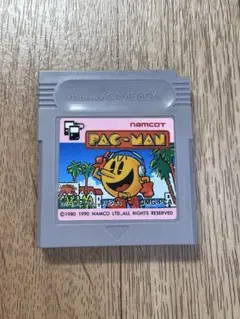 namcot
PAC-MAN
©1980 1990 NAMCO LTD.,ALL RIGHTS RESERVED